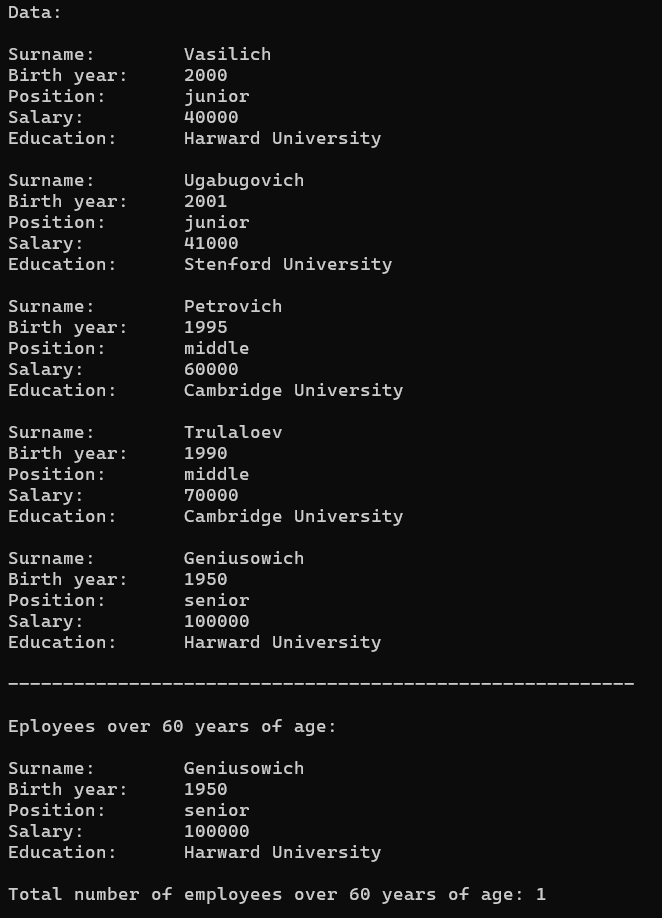 Data:
Surname: Vasilich
Birth year: 2000
Position: junior
Salary: 40000
Education: Harward University
Surname: Ugabugovich
Birth year: 2001
Position: junior
Salary: 41000
Education: Stenford University
Surname: Petrovich
Birth year: 1995
Position: middle
Salary: 60000
Education: Cambridge University
Surname: Trulaloev
Birth year: 1990
Position: middle
Salary: 70000
Education: Cambridge University
Surname: Geniusowich
Birth year: 1950
Position: senior
Salary: 100000
Education: Harward University
---------------------------------------------------------
Eployees over 60 years of age:
Surname: Geniusowich
Birth year: 1950
Position: senior
Salary: 100000
Education: Harward University
Total number of employees over 60 years of age: 1